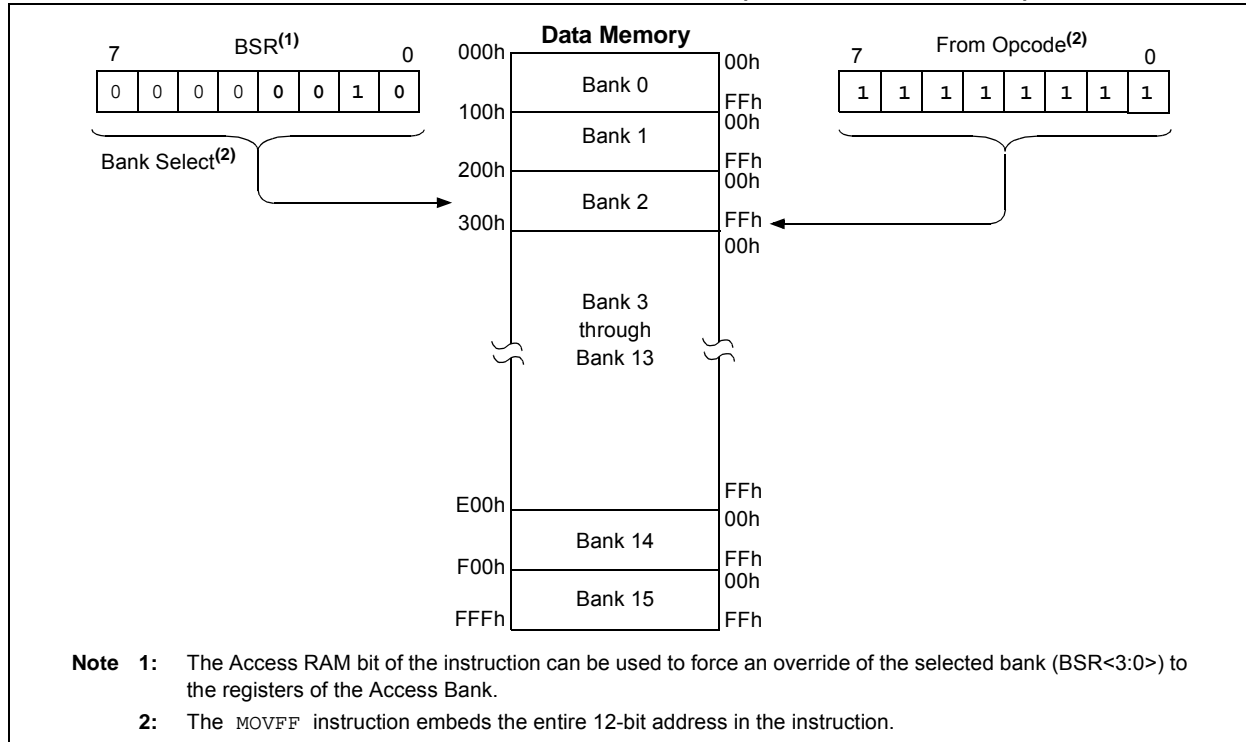 7 BSR(1) 0
0 0 0 0 0 0 1 0
Bank Select(2)
Data Memory
000h
100h
200h
300h
E00h
F00h
FFFh
Bank 0
Bank 1
Bank 2
Bank 3
through
Bank 13
Bank 14
Bank 15
00h
FFh
00h
FFh
00h
FFh
00h
FFh
00h
FFh
00h
FFh
7 From Opcode(2) 0
1 1 1 1 1 1 1 1
Note 1: The Access RAM bit of the instruction can be used to force an override of the selected bank (BSR<3:0>) to
the registers of the Access Bank.
2: The MOVFF instruction embeds the entire 12-bit address in the instruction.